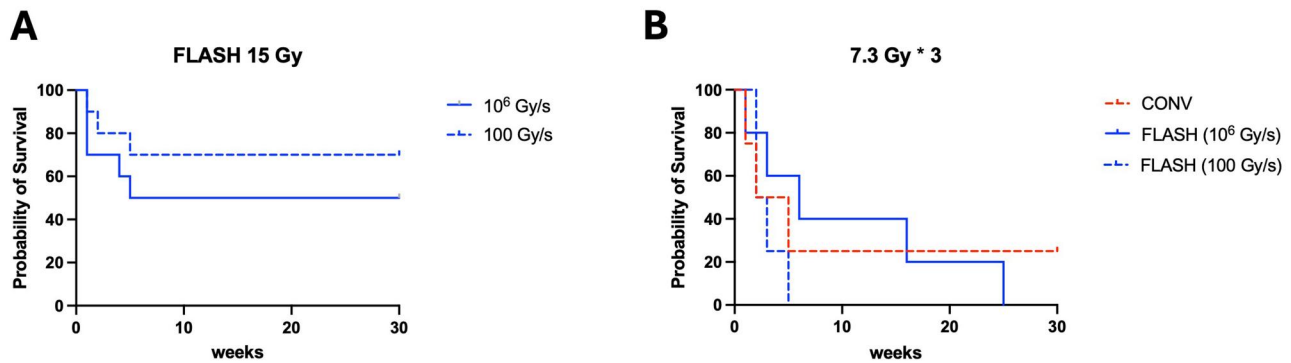 A
FLASH 15 Gy
Probability of Survival
100
80
60
40
20
0
0 10 20 30
weeks
10⁶ Gy/s
100 Gy/s
B
7.3 Gy * 3
Probability of Survival
100
80
60
40
20
0
0 10 20 30
weeks
CONV
FLASH (10⁶ Gy/s)
FLASH (100 Gy/s)